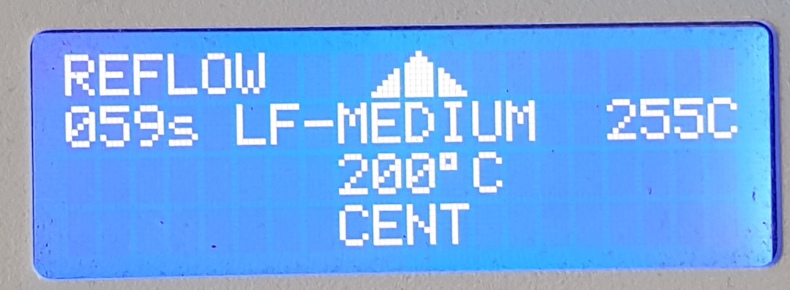 REFLOW
059s LF-MEDIUM 255C
200°C
CENT